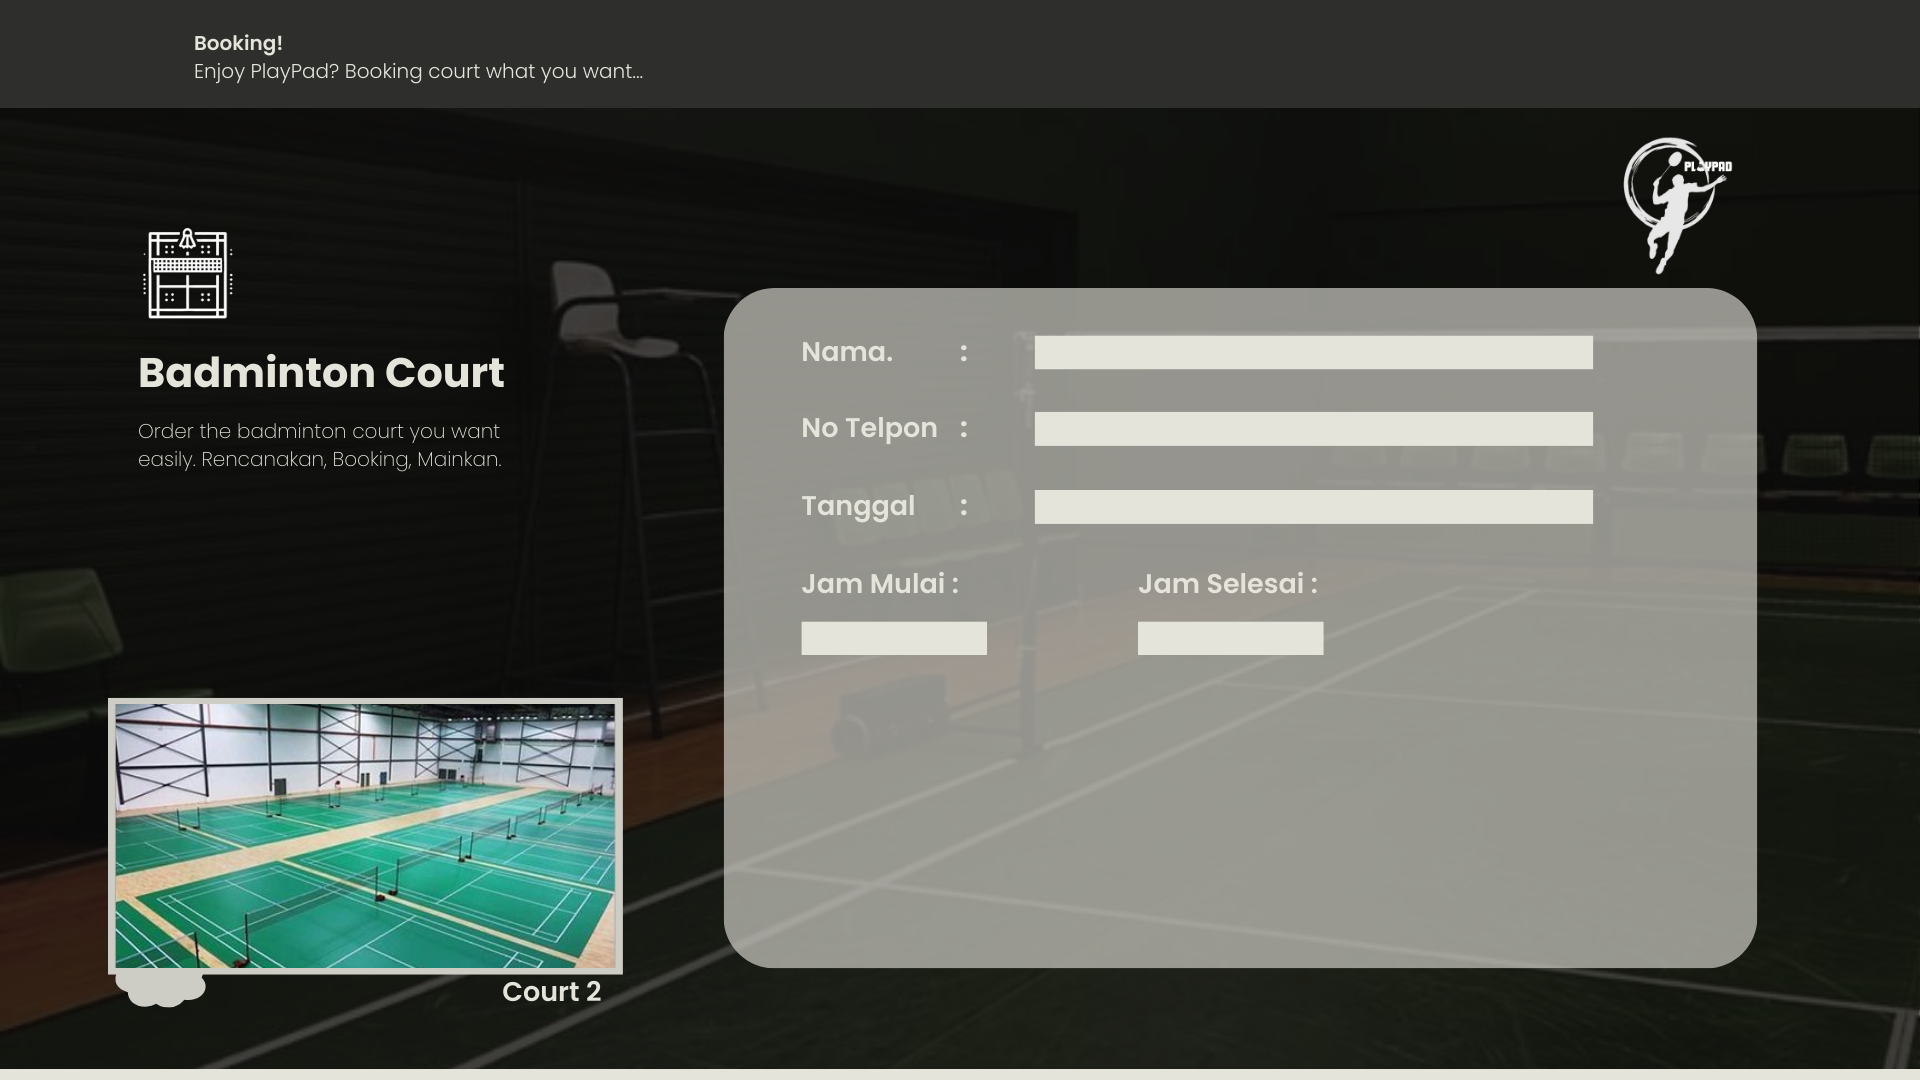 Booking!
Enjoy PlayPad? Booking court what you want...
PLAYPAD
Badminton Court
Order the badminton court you want
easily. Rencanakan, Booking, Mainkan.
Nama. :
No Telpon :
Tanggal :
Jam Mulai : Jam Selesai :
Court 2